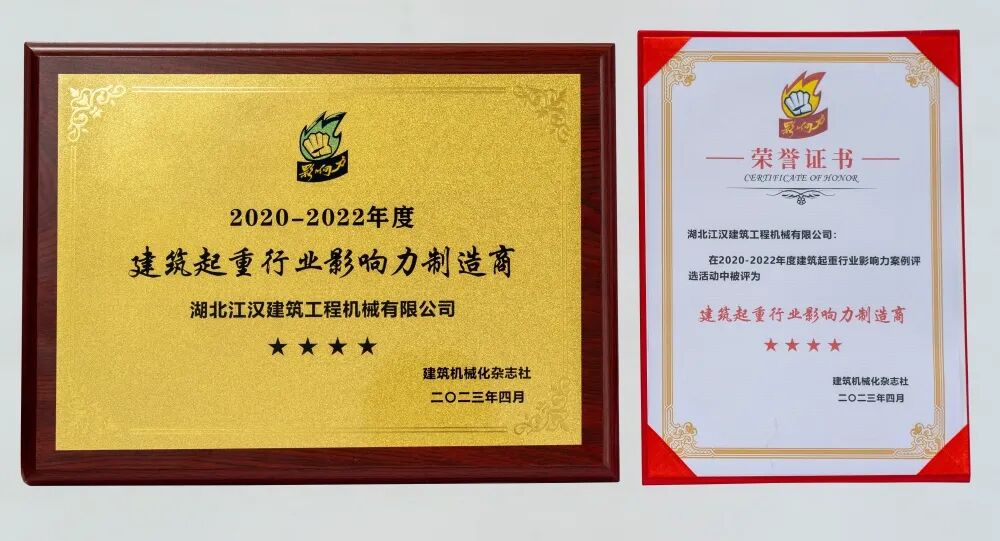 影响力
2020-2022年度
建筑起重行业影响力制造商
湖北江汉建筑工程机械有限公司
★★★★
建筑机械化杂志社
二〇二三年四月
影响力
荣誉证书
CERTIFICATE OF HONOR
湖北江汉建筑工程机械有限公司：
在2020-2022年度建筑起重行业影响力案例评
选活动中被评为
建筑起重行业影响力制造商
★★★★
建筑机械化杂志社
二〇二三年四月